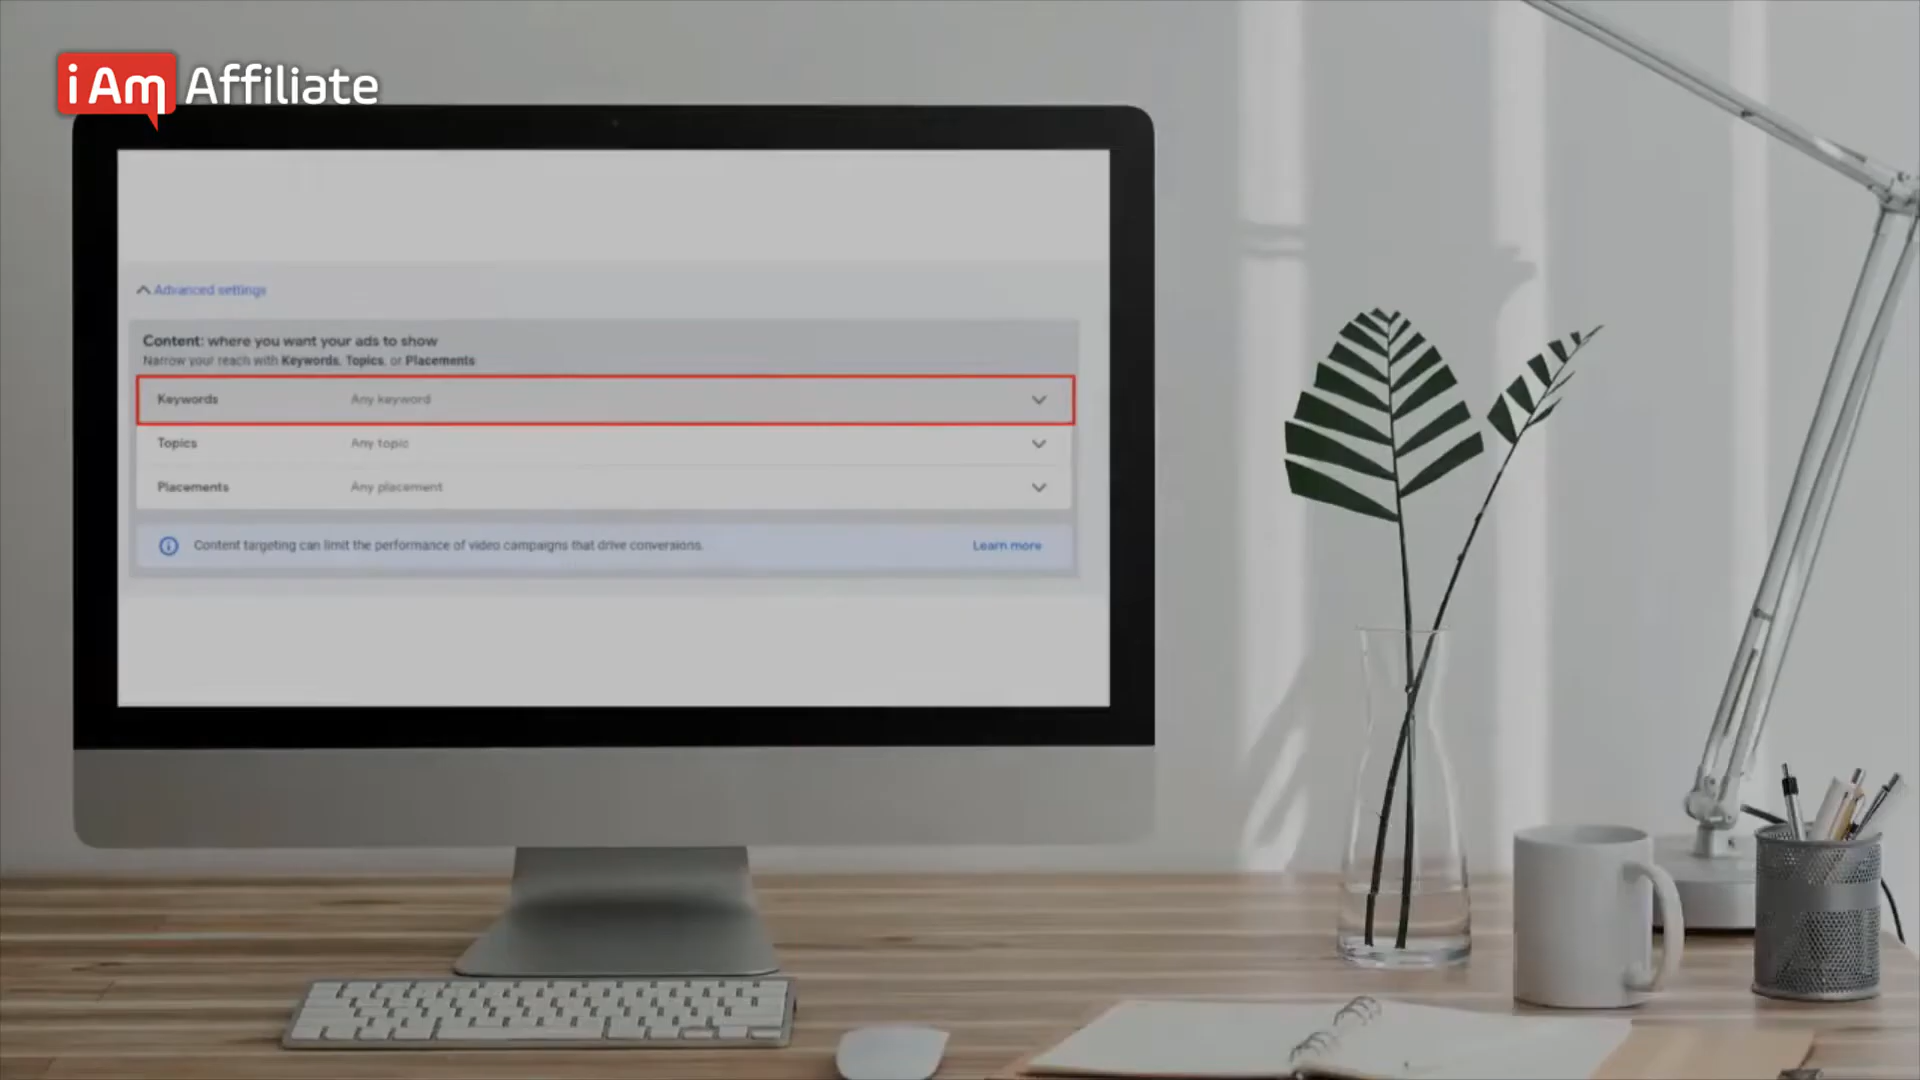 i Am Affiliate
Advanced settings
Content: where you want your ads to show
Narrow your reach with Keywords, Topics, or Placements
Keywords Any keyword
Topics Any topic
Placements Any placement
Content targeting can limit the performance of video campaigns that drive conversions. Learn more